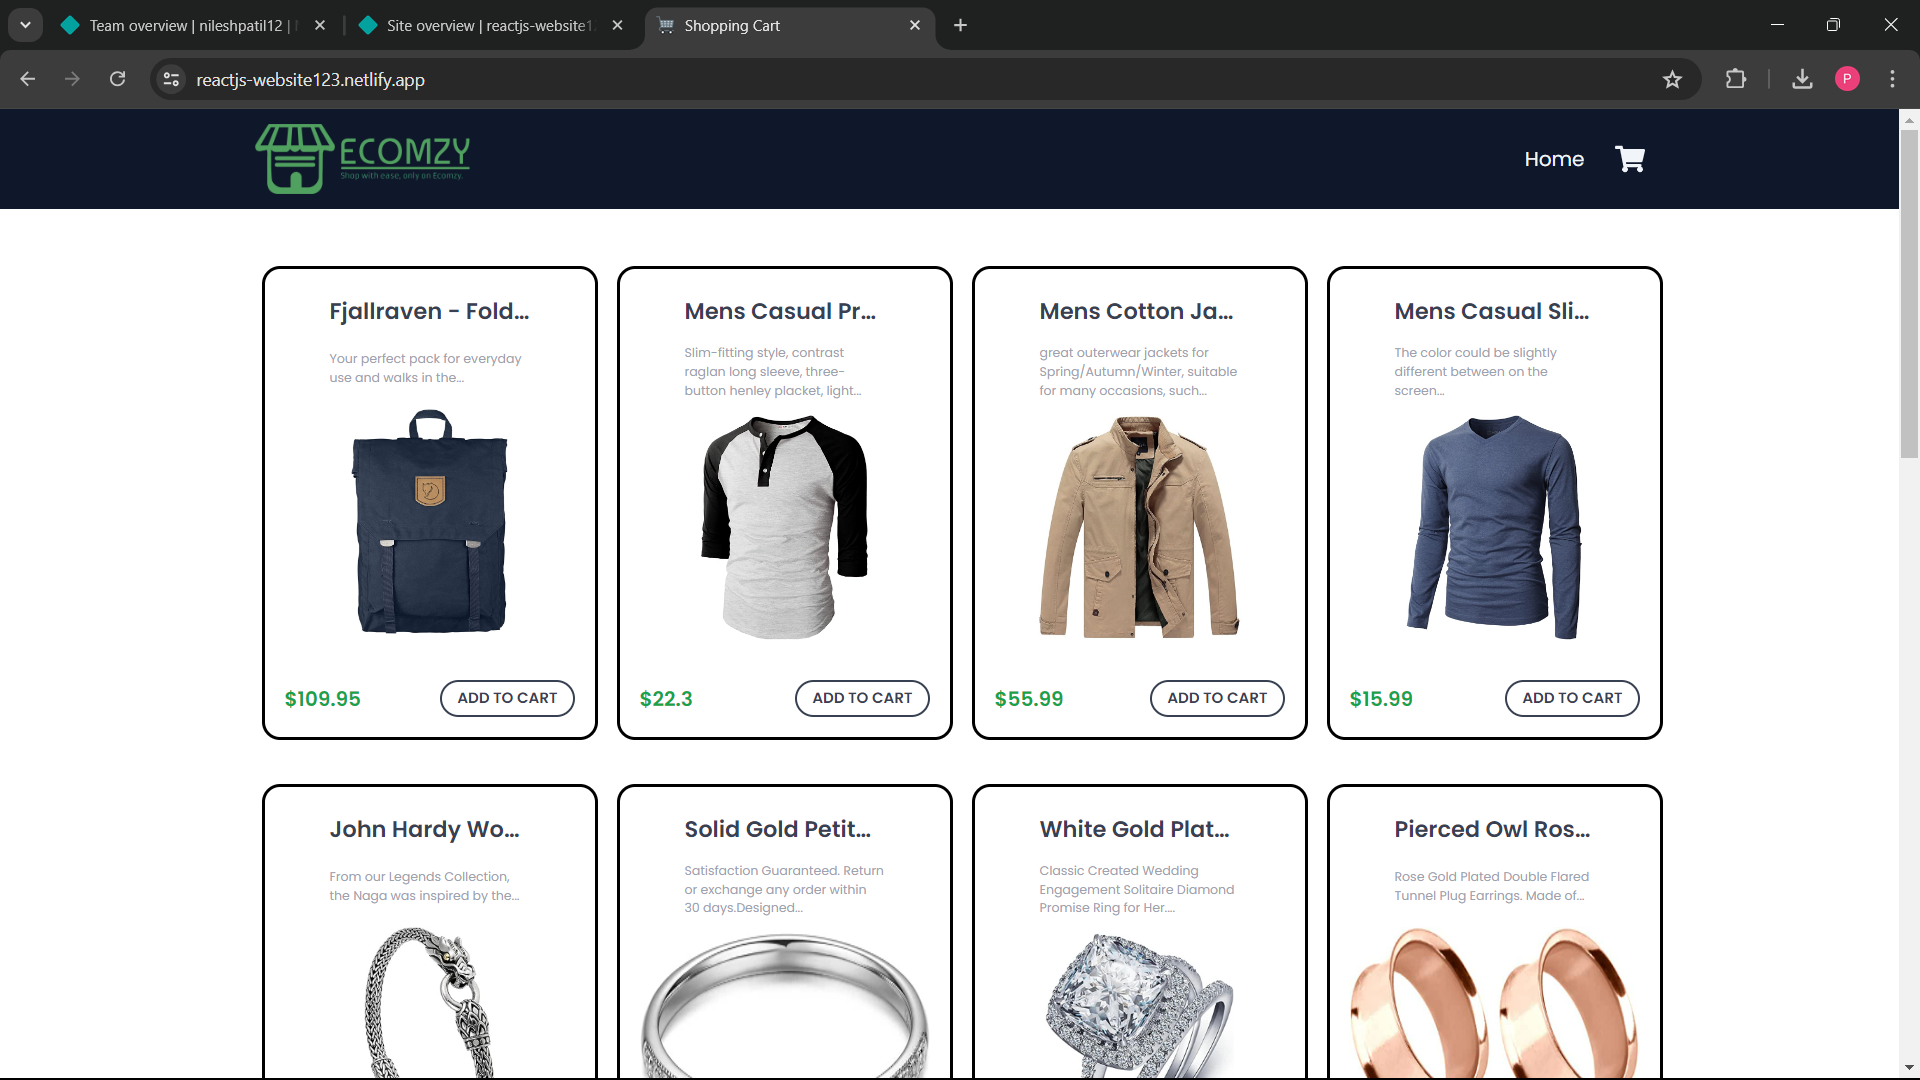 Team overview | nileshpatil12 |
Site overview | reactjs-website1
Shopping Cart
reactjs-website123.netlify.app
P
ECOMZY
Shop with ease, only on Ecomzy.
Home
Fjallraven - Fold...
Your perfect pack for everyday
use and walks in the...
$109.95
ADD TO CART
Mens Casual Pr...
Slim-fitting style, contrast
raglan long sleeve, three-
button henley placket, light...
$22.3
ADD TO CART
Mens Cotton Ja...
great outerwear jackets for
Spring/Autumn/Winter, suitable
for many occasions, such...
$55.99
ADD TO CART
Mens Casual Sli...
The color could be slightly
different between on the
screen...
$15.99
ADD TO CART
John Hardy Wo...
From our Legends Collection,
the Naga was inspired by the...
Solid Gold Petit...
Satisfaction Guaranteed. Return
or exchange any order within
30 days.Designed...
White Gold Plat...
Classic Created Wedding
Engagement Solitaire Diamond
Promise Ring for Her....
Pierced Owl Ros...
Rose Gold Plated Double Flared
Tunnel Plug Earrings. Made of...